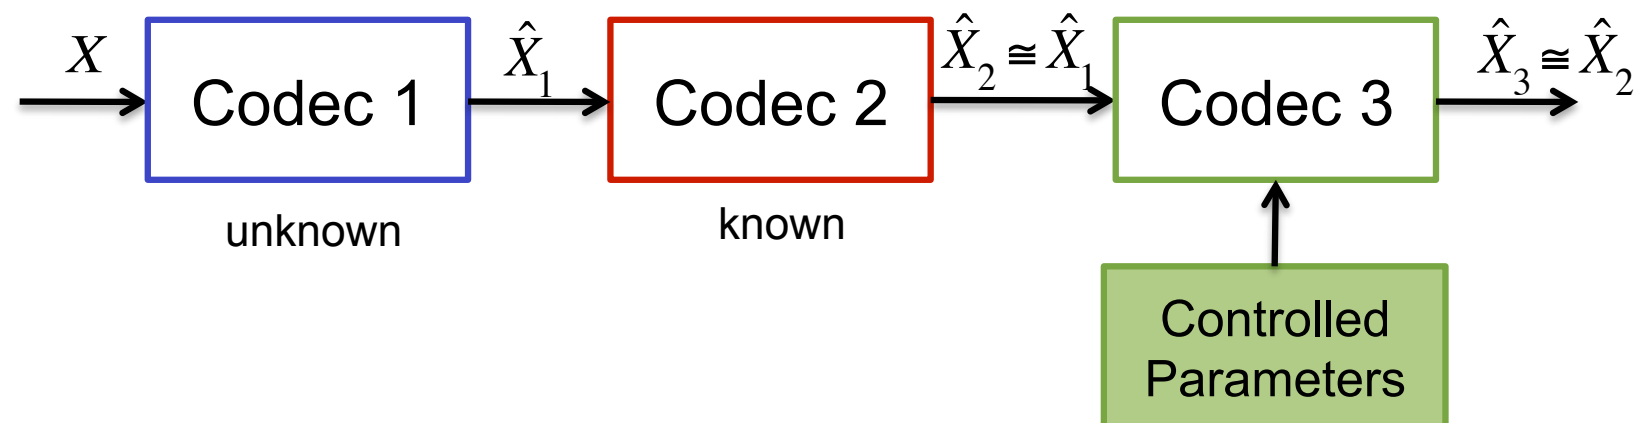 X
Codec 1
X̂₁
Codec 2
X̂₂ ≅ X̂₁
Codec 3
X̂₃ ≅ X̂₂
unknown
known
Controlled
Parameters